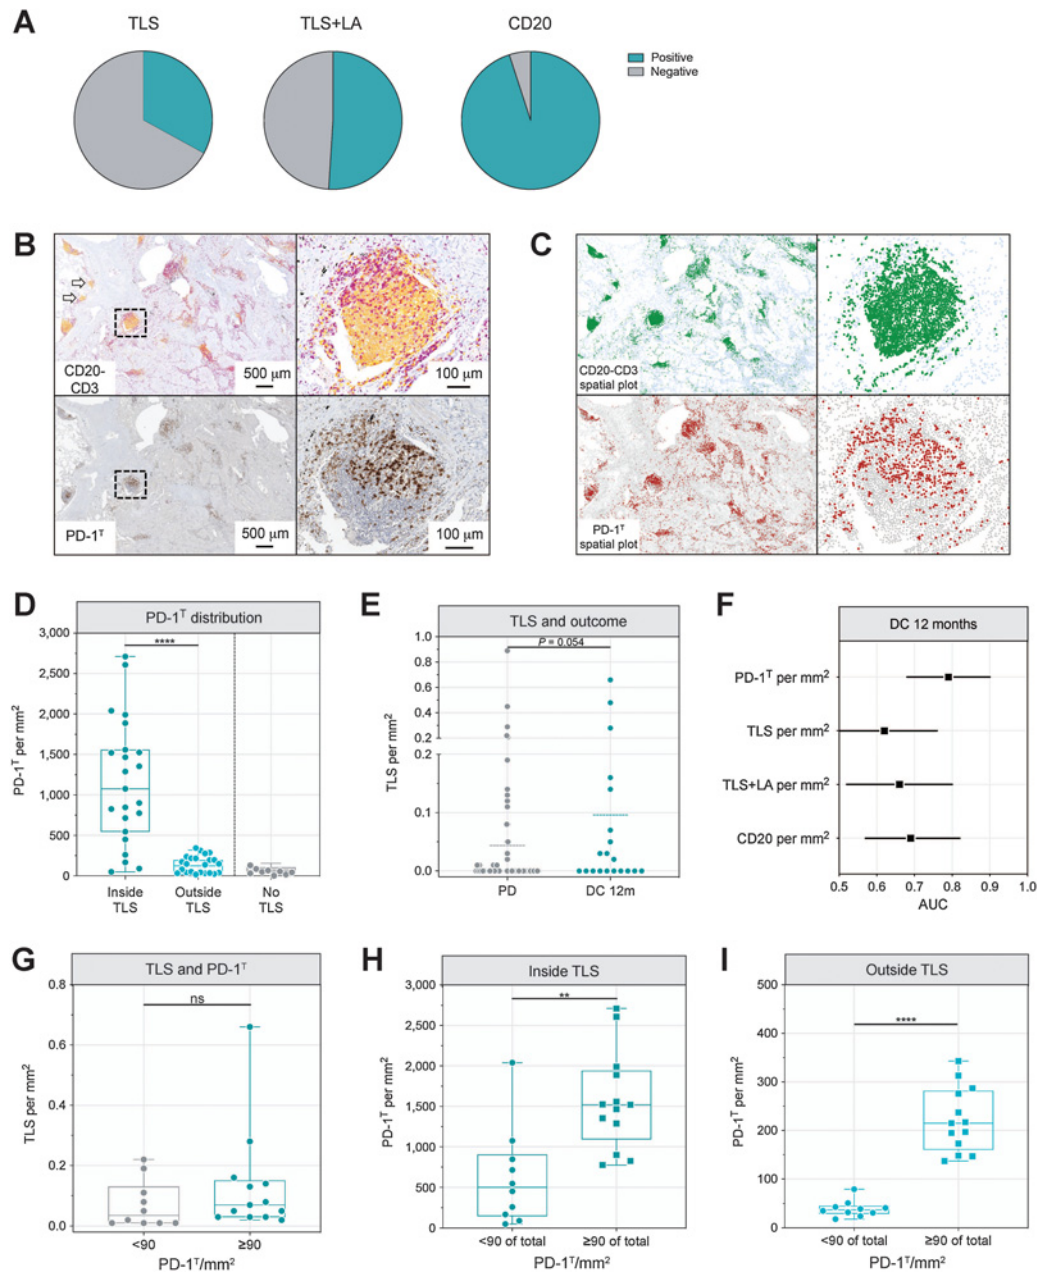 A
TLS
TLS+LA
CD20
Positive
Negative
B
CD20-
CD3
500 µm
100 µm
PD-1ᵀ
500 µm
100 µm
C
CD20-CD3
spatial plot
PD-1ᵀ
spatial plot
D
PD-1ᵀ distribution
PD-1ᵀ per mm²
3,000
2,500
2,000
1,500
1,000
500
0
****
Inside
TLS
Outside
TLS
No
TLS
E
TLS and outcome
TLS per mm²
1.0
0.8
0.6
0.4
0.2
0.2
0.1
0.0
P = 0.054
PD
DC 12m
F
DC 12 months
PD-1ᵀ per mm²
TLS per mm²
TLS+LA per mm²
CD20 per mm²
0.5 0.6 0.7 0.8 0.9 1.0
AUC
G
TLS and PD-1ᵀ
TLS per mm²
0.8
0.6
0.4
0.2
0.0
ns
<90
≥90
PD-1ᵀ/mm²
H
Inside TLS
PD-1ᵀ per mm²
3,000
2,500
2,000
1,500
1,000
500
0
**
<90 of total
≥90 of total
PD-1ᵀ/mm²
I
Outside TLS
PD-1ᵀ per mm²
500
400
300
200
100
0
****
<90 of total
≥90 of total
PD-1ᵀ/mm²